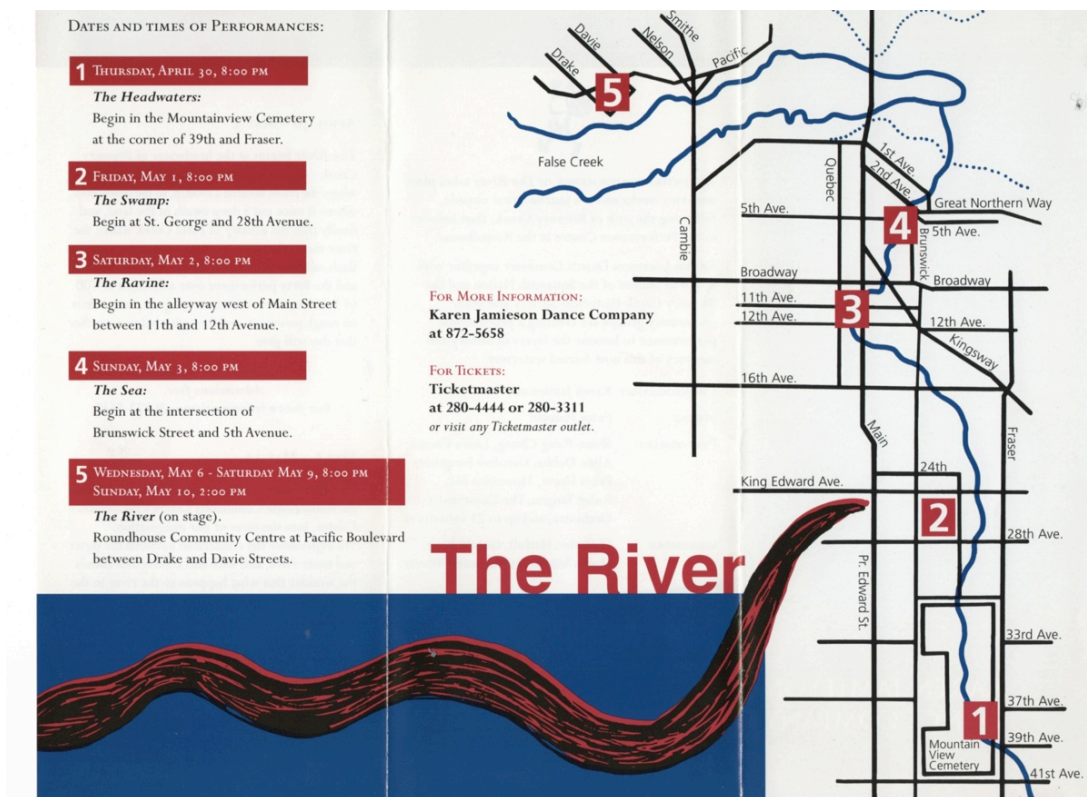 DATES AND TIMES OF PERFORMANCES:
1 THURSDAY, APRIL 30, 8:00 PM
The Headwaters:
Begin in the Mountainview Cemetery
at the corner of 39th and Fraser.
2 FRIDAY, MAY 1, 8:00 PM
The Swamp:
Begin at St. George and 28th Avenue.
3 SATURDAY, MAY 2, 8:00 PM
The Ravine:
Begin in the alleyway west of Main Street
between 11th and 12th Avenue.
4 SUNDAY, MAY 3, 8:00 PM
The Sea:
Begin at the intersection of
Brunswick Street and 5th Avenue.
5 WEDNESDAY, MAY 6 - SATURDAY MAY 9, 8:00 PM
SUNDAY, MAY 10, 2:00 PM
The River (on stage).
Roundhouse Community Centre at Pacific Boulevard
between Drake and Davie Streets.
FOR MORE INFORMATION:
Karen Jamieson Dance Company
at 872-5658
FOR TICKETS:
Ticketmaster
at 280-4444 or 280-3311
or visit any Ticketmaster outlet.
The River
Smithe
Davie
Nelson
Drake
Pacific
5
False Creek
Cambie
Quebec
1st Ave.
2nd Ave.
Great Northern Way
5th Ave.
4
5th Ave.
Brunswick
Broadway
Broadway
11th Ave.
3
12th Ave.
12th Ave.
Kingsway
16th Ave.
Main
Fraser
24th
King Edward Ave.
2
28th Ave.
Pr. Edward St.
33rd Ave.
37th Ave.
1
39th Ave.
Mountain
View
Cemetery
41st Ave.